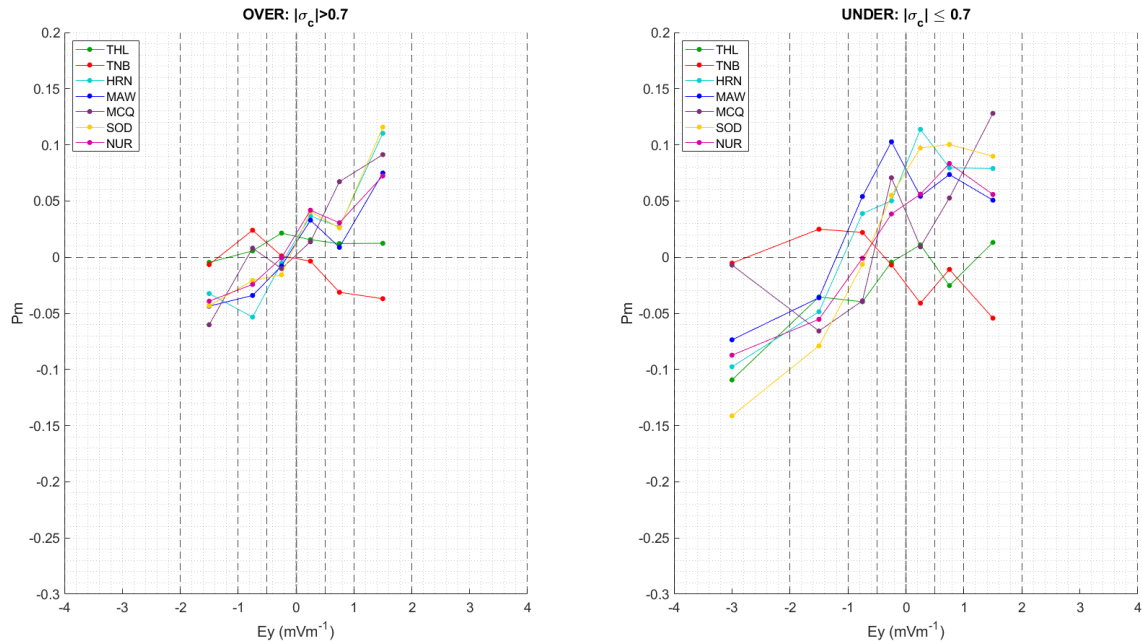 OVER: |σc|>0.7
0.2
0.15
0.1
0.05
0
-0.05
-0.1
-0.15
-0.2
-0.25
-0.3
Pm
THL
TNB
HRN
MAW
MCQ
SOD
NUR
-4 -3 -2 -1 0 1 2 3 4
Ey (mVm-1)
UNDER: |σc| ≤ 0.7
0.2
0.15
0.1
0.05
0
-0.05
-0.1
-0.15
-0.2
-0.25
-0.3
Pm
THL
TNB
HRN
MAW
MCQ
SOD
NUR
-4 -3 -2 -1 0 1 2 3 4
Ey (mVm-1)